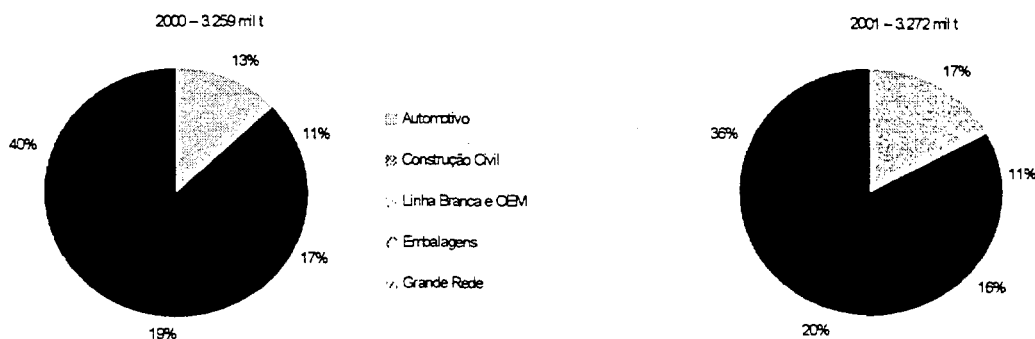 2000 – 3.259 mil t
13%
11%
17%
19%
40%
Automotivo
Construção Civil
Linha Branca e OEM
Embalagens
Grande Rede
2001 – 3.272 mil t
17%
11%
16%
20%
36%